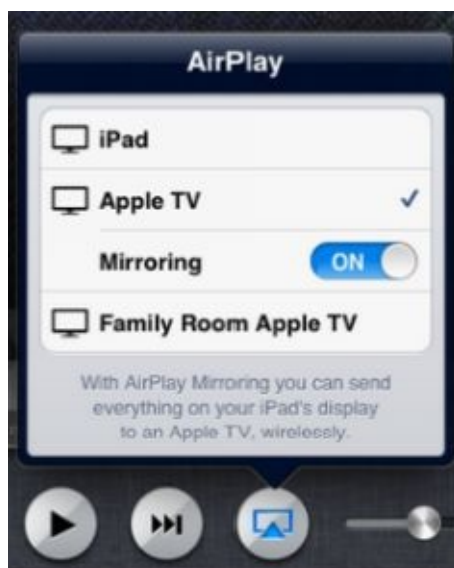 AirPlay
iPad
Apple TV
Mirroring ON
Family Room Apple TV
With AirPlay Mirroring you can send
everything on your iPad's display
to an Apple TV, wirelessly.